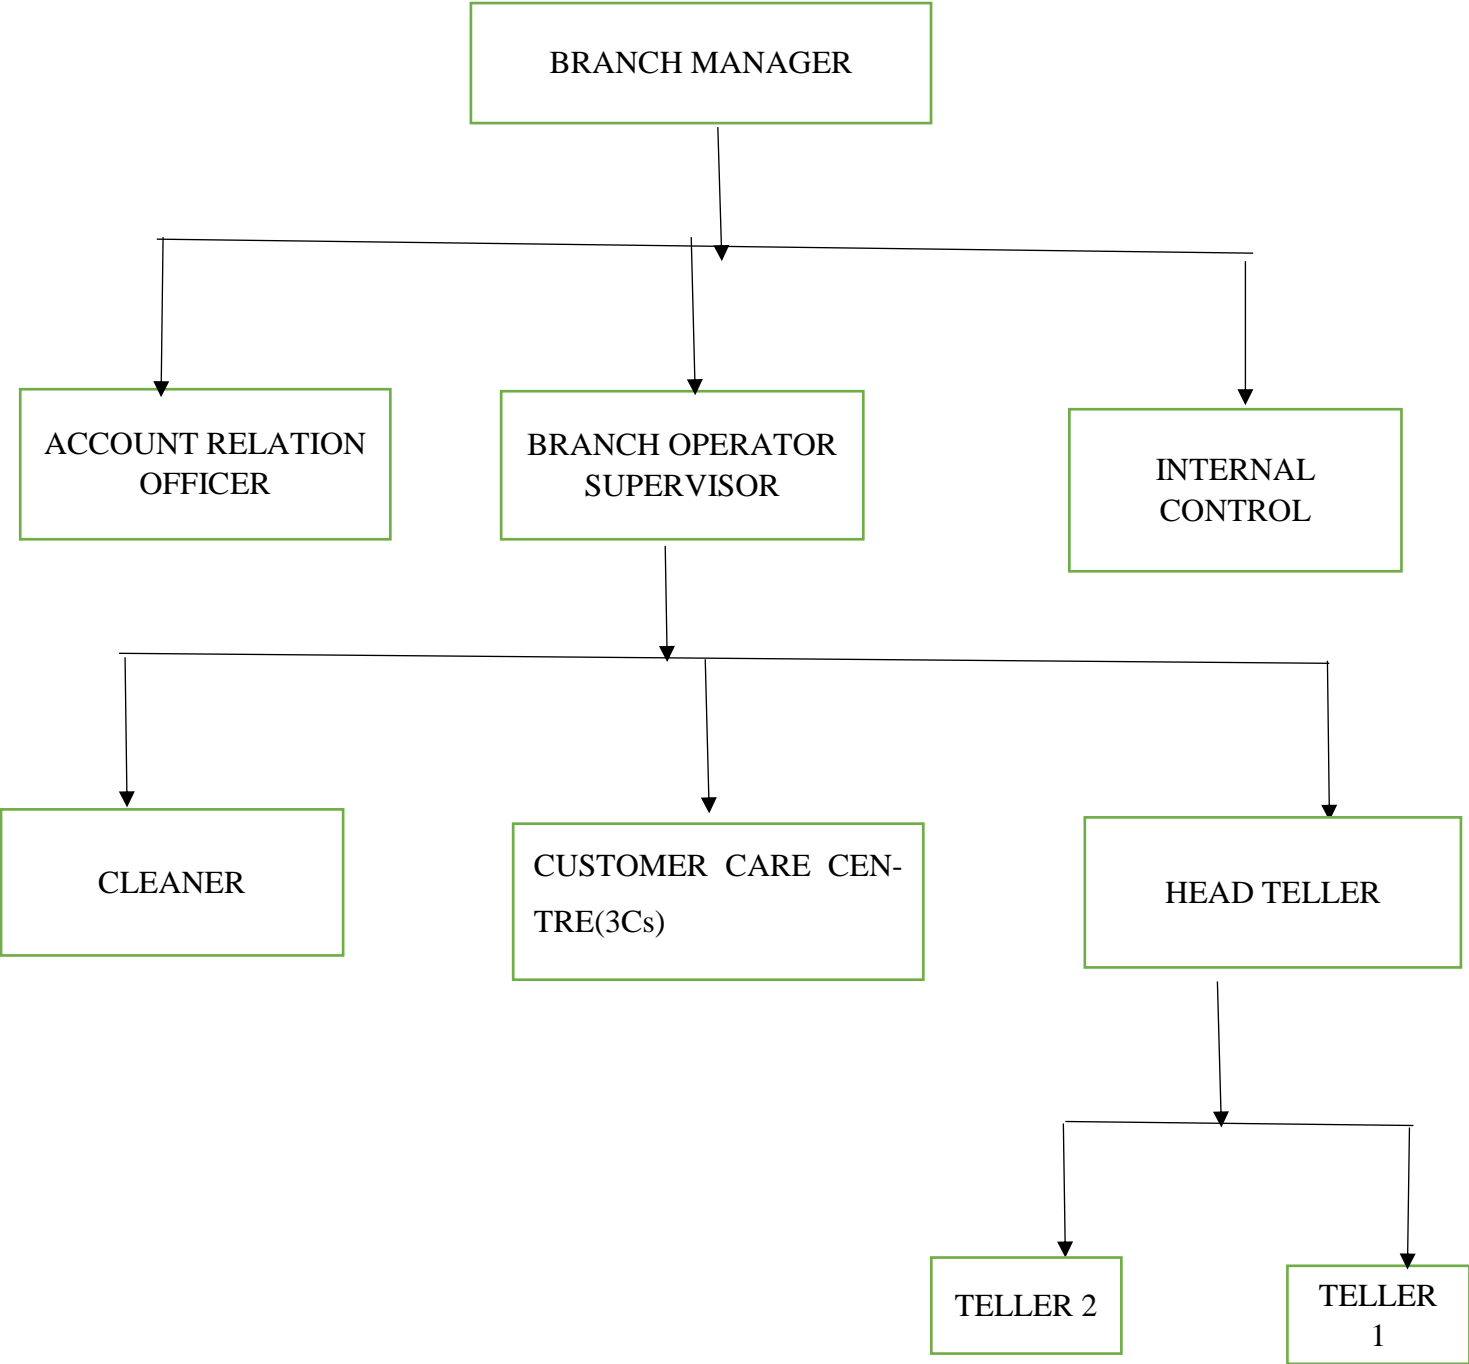 BRANCH MANAGER
ACCOUNT RELATION
OFFICER
BRANCH OPERATOR
SUPERVISOR
INTERNAL
CONTROL
CLEANER
CUSTOMER CARE CEN-
TRE(3Cs)
HEAD TELLER
TELLER 2
TELLER
1